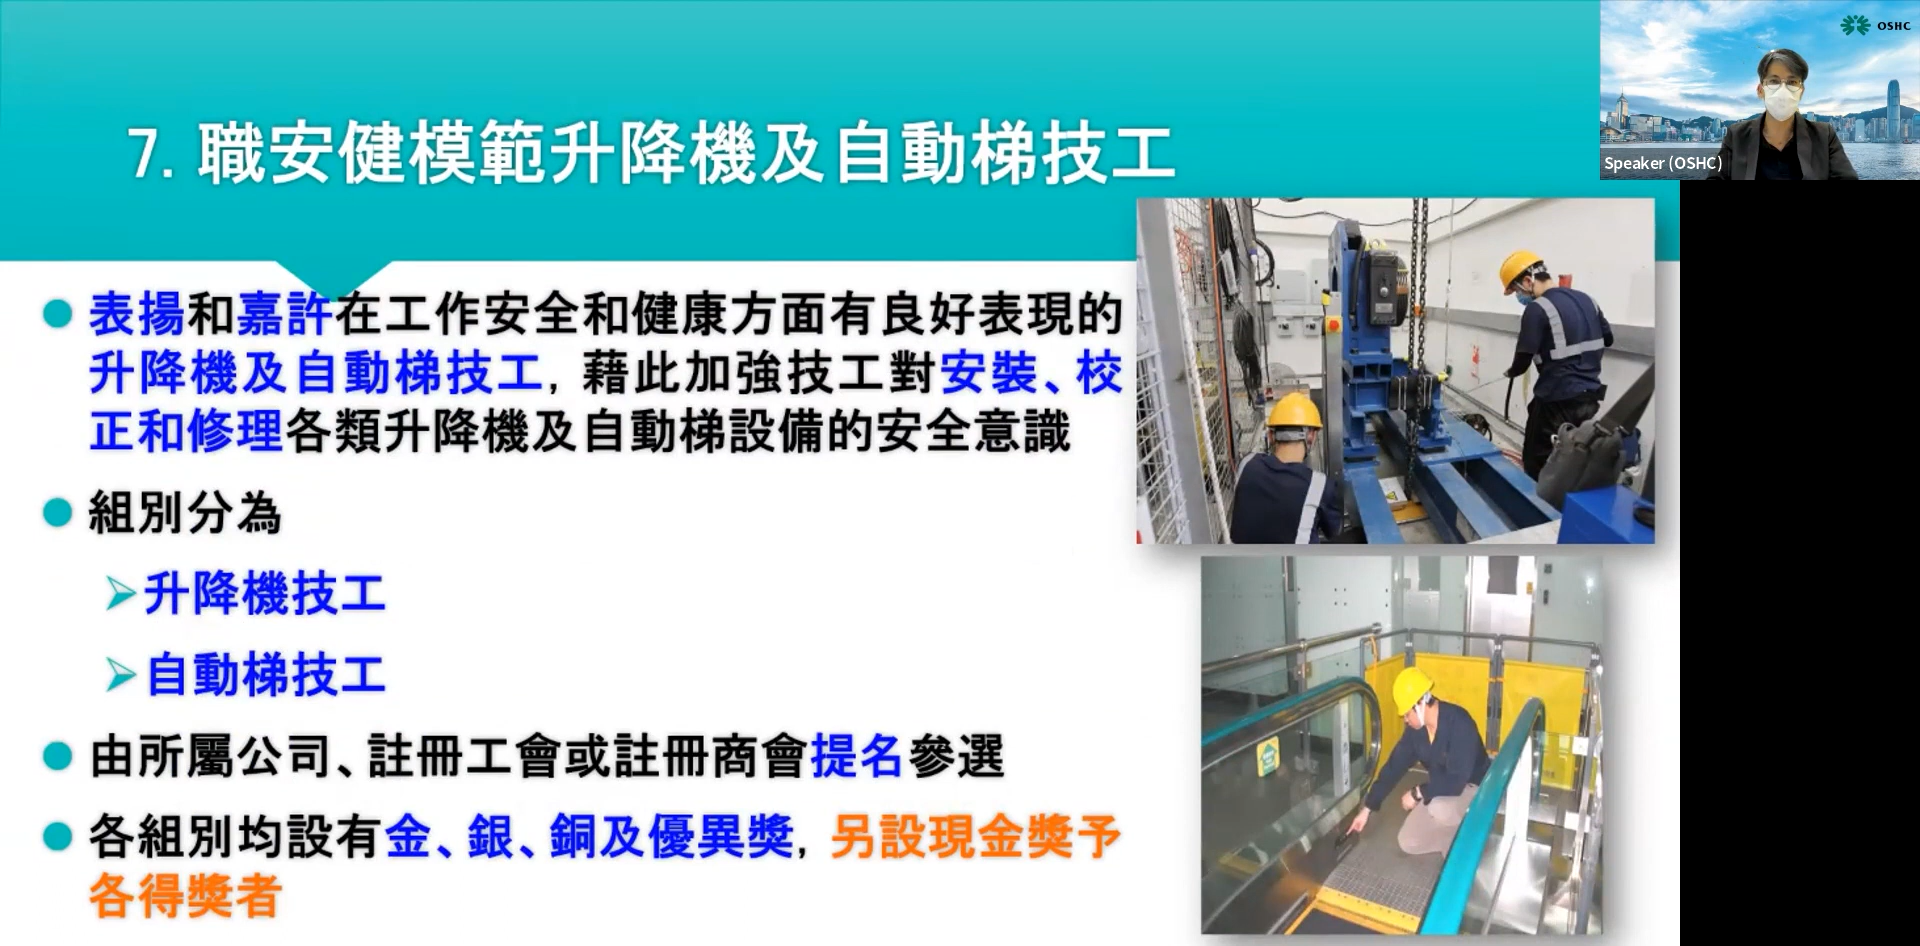 7. 職安健模範升降機及自動梯技工
OSHC
Speaker (OSHC)
表揚和嘉許在工作安全和健康方面有良好表現的
升降機及自動梯技工, 藉此加強技工對安裝、校
正和修理各類升降機及自動梯設備的安全意識
組別分為
升降機技工
自動梯技工
由所屬公司、註冊工會或註冊商會提名參選
各組別均設有金、銀、銅及優異獎, 另設現金獎予
各得獎者